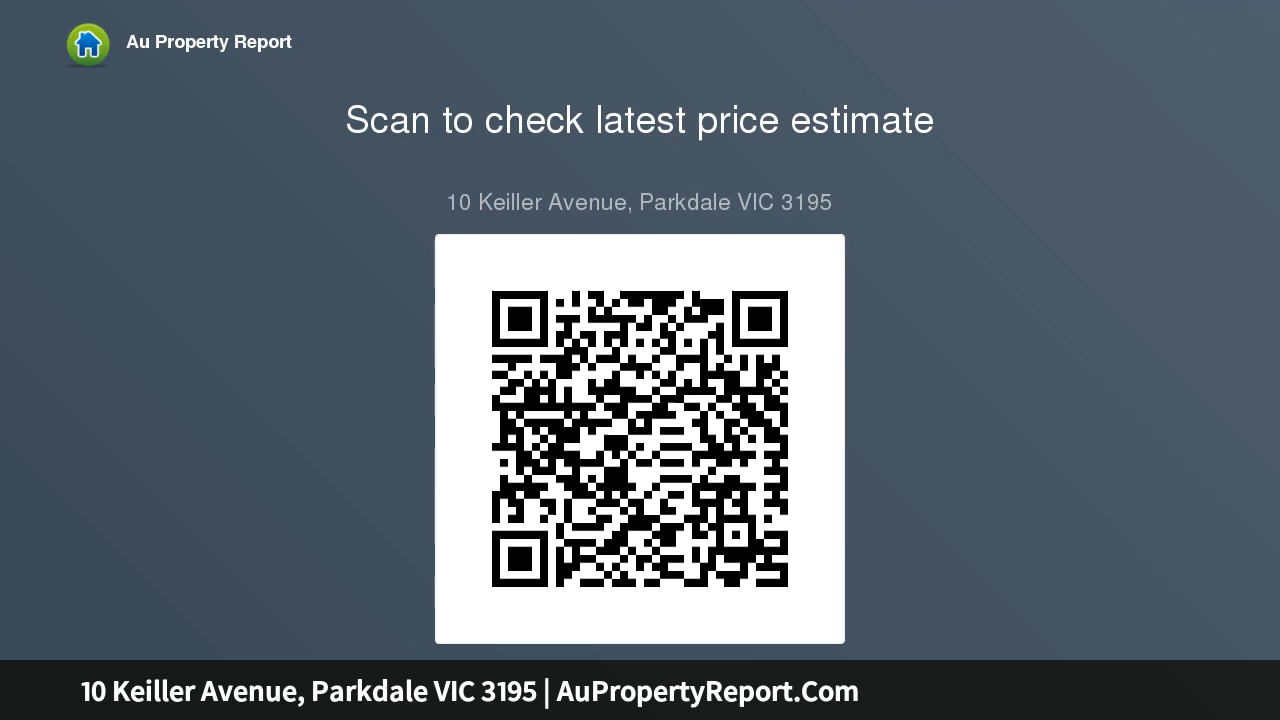 Au Property Report
Scan to check latest price estimate
10 Keiller Avenue, Parkdale VIC 3195
10 Keiller Avenue, Parkdale VIC 3195 | AuPropertyReport.Com